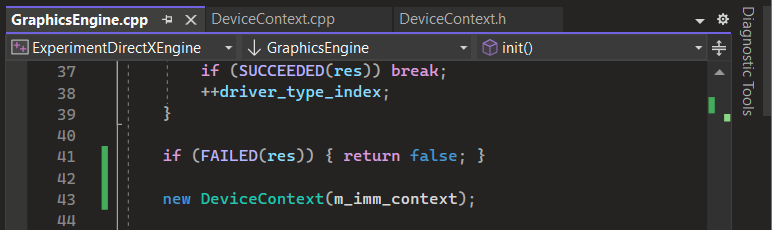 GraphicsEngine.cpp DeviceContext.cpp DeviceContext.h
ExperimentDirectXEngine GraphicsEngine init()
37 if (SUCCEEDED(res)) break;
38 ++driver_type_index;
39 }
40
41 if (FAILED(res)) { return false; }
42
43 new DeviceContext(m_imm_context);
44
Diagnostic Tools